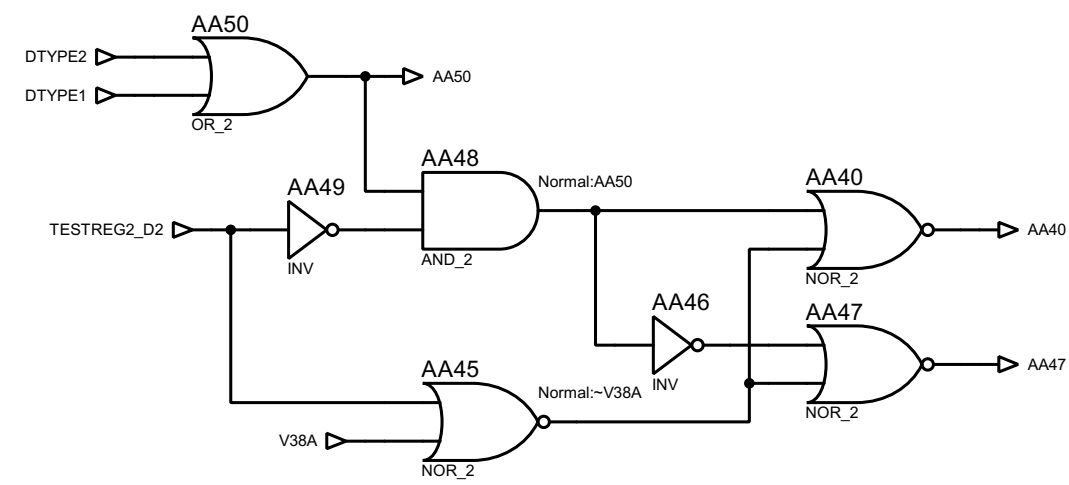 AA50
DTYPE2
AA50
DTYPE1
OR_2
AA48
Normal:AA50
AA40
AA49
TESTREG2_D2
AA40
INV
AND_2
NOR_2
AA46
AA47
AA45
Normal:~V38A
INV
AA47
NOR_2
V38A
NOR_2